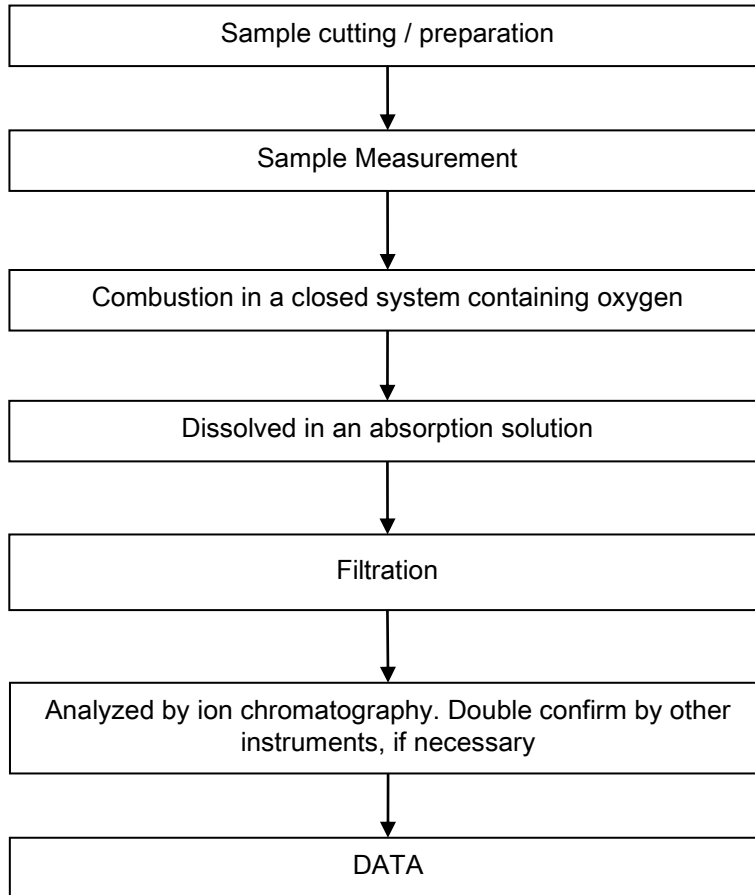 Sample cutting / preparation
Sample Measurement
Combustion in a closed system containing oxygen
Dissolved in an absorption solution
Filtration
Analyzed by ion chromatography. Double confirm by other
instruments, if necessary
DATA